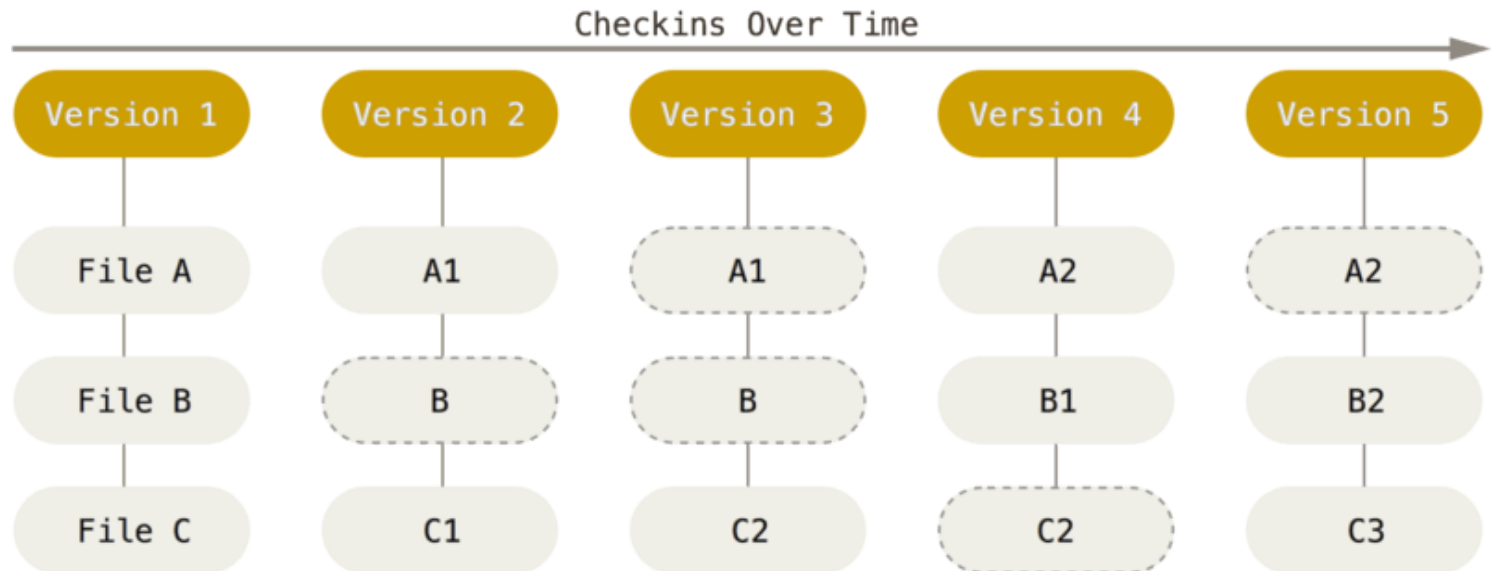 Checkins Over Time
Version 1 Version 2 Version 3 Version 4 Version 5
File A A1 A1 A2 A2
File B B B B1 B2
File C C1 C2 C2 C3